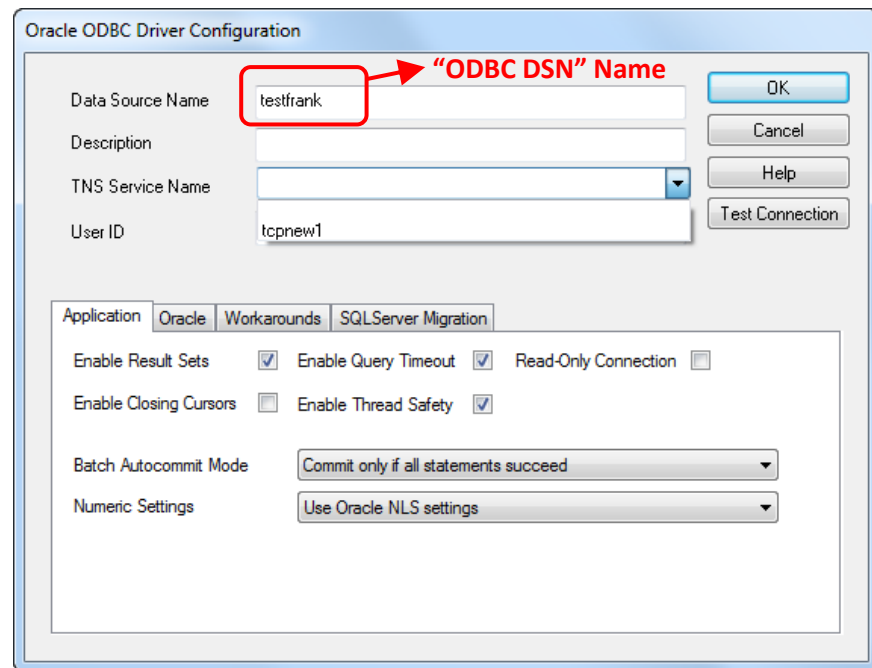 Oracle ODBC Driver Configuration
“ODBC DSN” Name
Data Source Name testfrank OK
Description Cancel
TNS Service Name Help
User ID tcpnew1 Test Connection
Application Oracle Workarounds SQLServer Migration
Enable Result Sets Enable Query Timeout Read-Only Connection
Enable Closing Cursors Enable Thread Safety
Batch Autocommit Mode Commit only if all statements succeed
Numeric Settings Use Oracle NLS settings